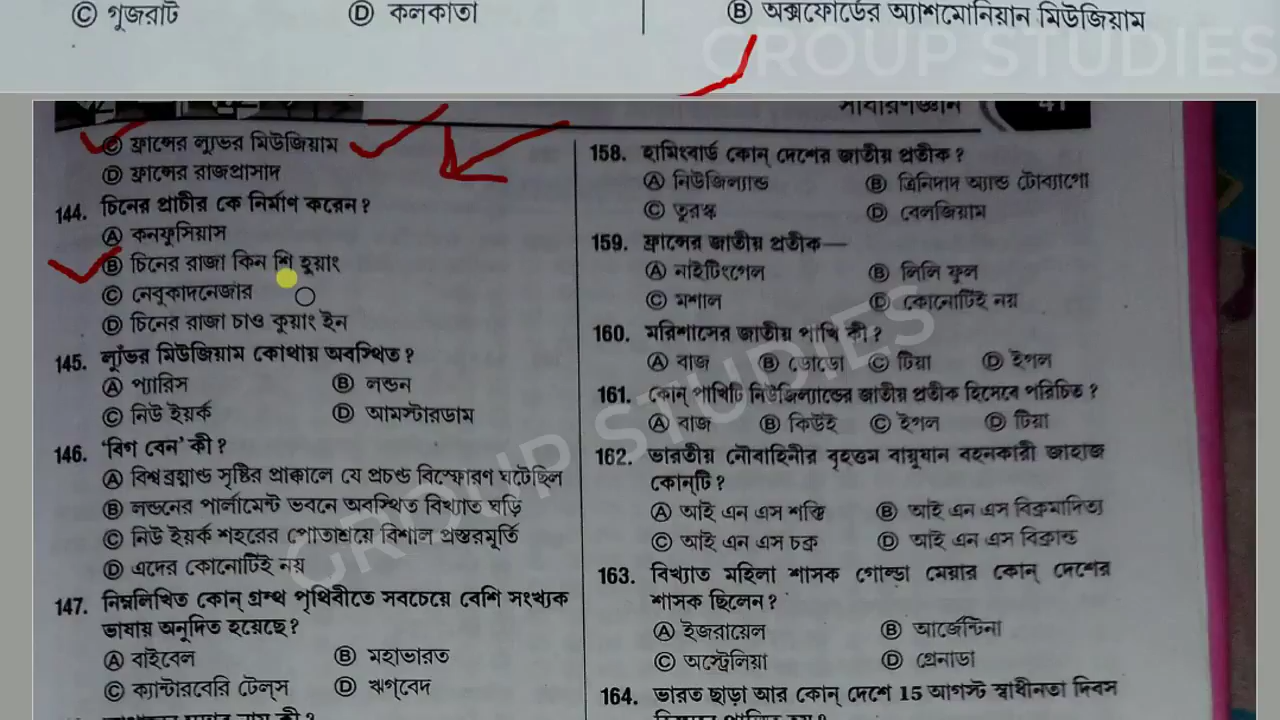 Ⓒ গুজরাট Ⓓ কলকাতা
Ⓑ অক্সফোর্ডের অ্যাশমোনিয়ান মিউজিয়াম
GROUP STUDIES
সাধারণজ্ঞান 41
Ⓒ ফ্রান্সের ল্যুভর মিউজিয়াম
Ⓓ ফ্রান্সের রাজপ্রাসাদ
144. চিনের প্রাচীর কে নির্মাণ করেন?
Ⓐ কনফুসিয়াস
Ⓑ চিনের রাজা কিন শি হুয়াং
Ⓒ নেবুকাদনেজার
Ⓓ চিনের রাজা চাও কুয়াং ইন
145. লুঁভর মিউজিয়াম কোথায় অবস্থিত?
Ⓐ প্যারিস Ⓑ লন্ডন
Ⓒ নিউ ইয়র্ক Ⓓ আমস্টারডাম
146. 'বিগ বেন' কী?
Ⓐ বিশ্বব্রহ্মাণ্ড সৃষ্টির প্রাক্কালে যে প্রচণ্ড বিস্ফোরণ ঘটেছিল
Ⓑ লন্ডনের পার্লামেন্ট ভবনে অবস্থিত বিখ্যাত ঘড়ি
Ⓒ নিউ ইয়র্ক শহরের পোতাশ্রয়ে বিশাল প্রস্তরমূর্তি
Ⓓ এদের কোনোটিই নয়
147. নিম্নলিখিত কোন্ গ্রন্থ পৃথিবীতে সবচেয়ে বেশি সংখ্যক
ভাষায় অনূদিত হয়েছে?
Ⓐ বাইবেল Ⓑ মহাভারত
Ⓒ ক্যান্টারবেরি টেল্স Ⓓ ঋগ্‌বেদ
158. হামিংবার্ড কোন্ দেশের জাতীয় প্রতীক?
Ⓐ নিউজিল্যান্ড Ⓑ ত্রিনিদাদ অ্যান্ড টোব্যাগো
Ⓒ তুরস্ক Ⓓ বেলজিয়াম
159. ফ্রান্সের জাতীয় প্রতীক—
Ⓐ নাইটিংগেল Ⓑ লিলি ফুল
Ⓒ মশাল Ⓓ কোনোটিই নয়
160. মরিশাসের জাতীয় পাখি কী?
Ⓐ বাজ Ⓑ ডোডো Ⓒ টিয়া Ⓓ ইগল
161. কোন্ পাখিটি নিউজিল্যান্ডের জাতীয় প্রতীক হিসেবে পরিচিত?
Ⓐ বাজ Ⓑ কিউই Ⓒ ইগল Ⓓ টিয়া
162. ভারতীয় নৌবাহিনীর বৃহত্তম বায়ুযান বহনকারী জাহাজ
কোন্‌টি?
Ⓐ আই এন এস শক্তি Ⓑ আই এন এস বিক্রমাদিত্য
Ⓒ আই এন এস চক্র Ⓓ আই এন এস বিক্রান্ত
163. বিখ্যাত মহিলা শাসক গোল্ডা মেয়ার কোন্ দেশের
শাসক ছিলেন?
Ⓐ ইজরায়েল Ⓑ আর্জেন্টিনা
Ⓒ অস্ট্রেলিয়া Ⓓ গ্রেনাডা
164. ভারত ছাড়া আর কোন্ দেশে 15 আগস্ট স্বাধীনতা দিবস
GROUP STUDIES